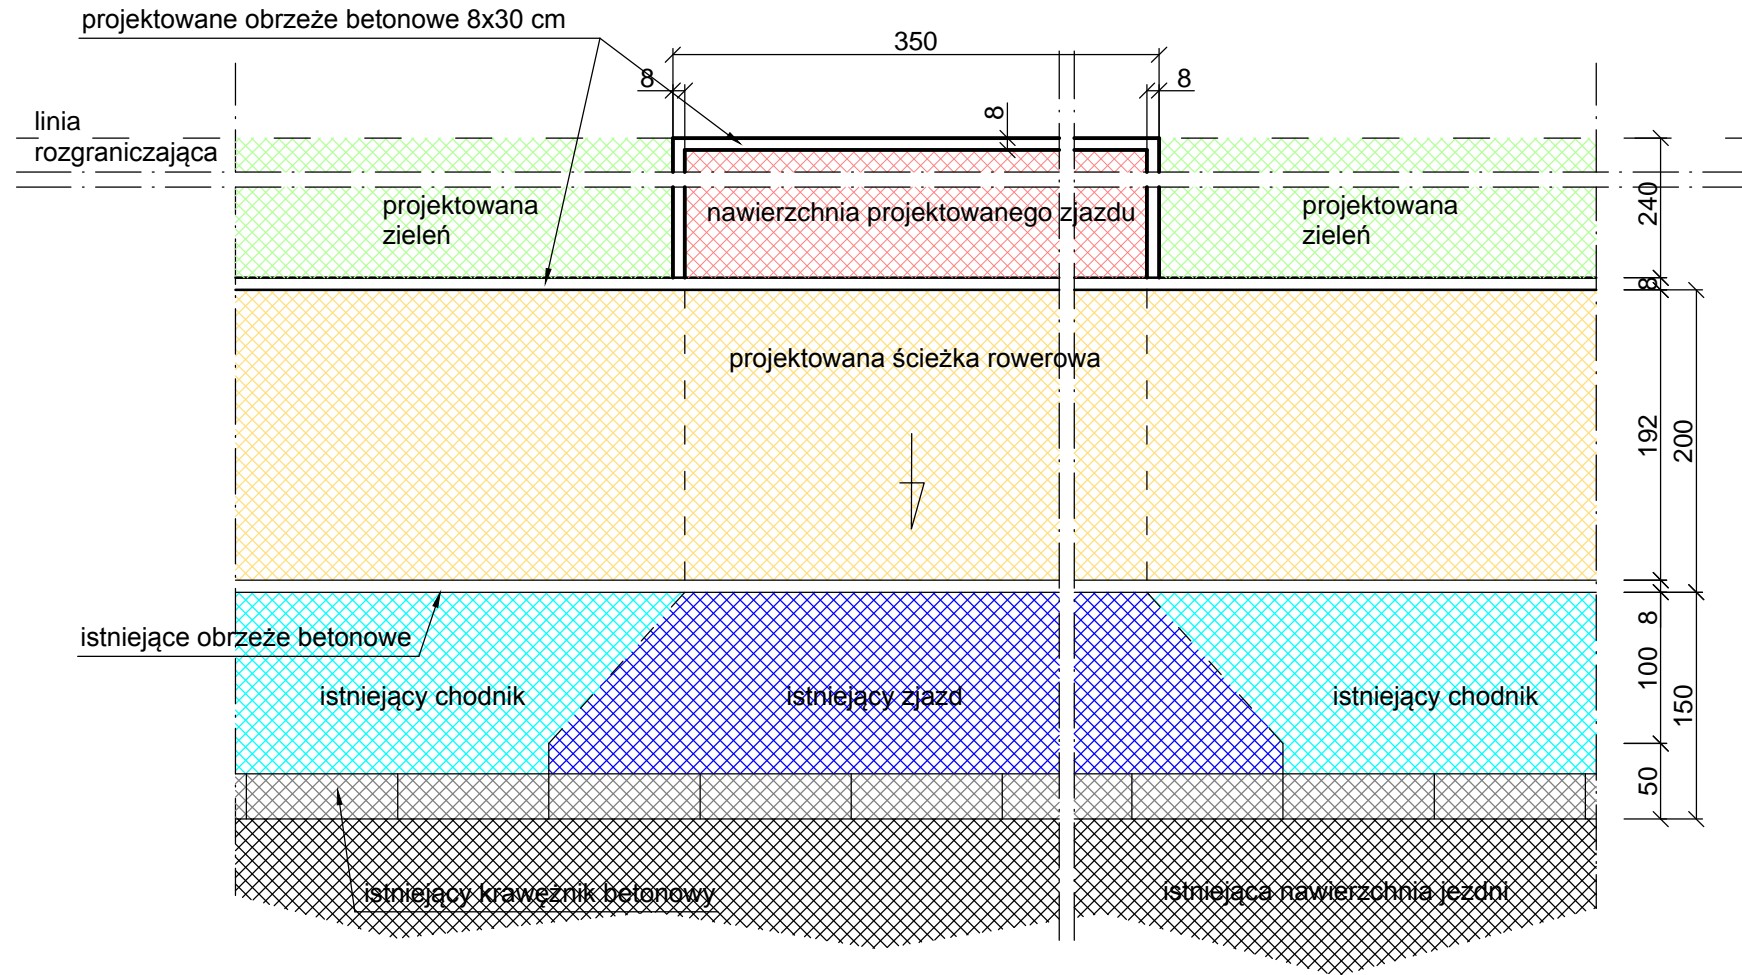 projektowane obrzeże betonowe 8x30 cm
350
8
8
8
linia
rozgraniczająca
projektowana
zieleń
nawierzchnia projektowanego zjazdu
projektowana
zieleń
240
8
projektowana ścieżka rowerowa
192
200
istniejące obrzeże betonowe
8
100
150
istniejący chodnik
istniejący zjazd
istniejący chodnik
50
istniejący krawężnik betonowy
istniejąca nawierzchnia jezdni